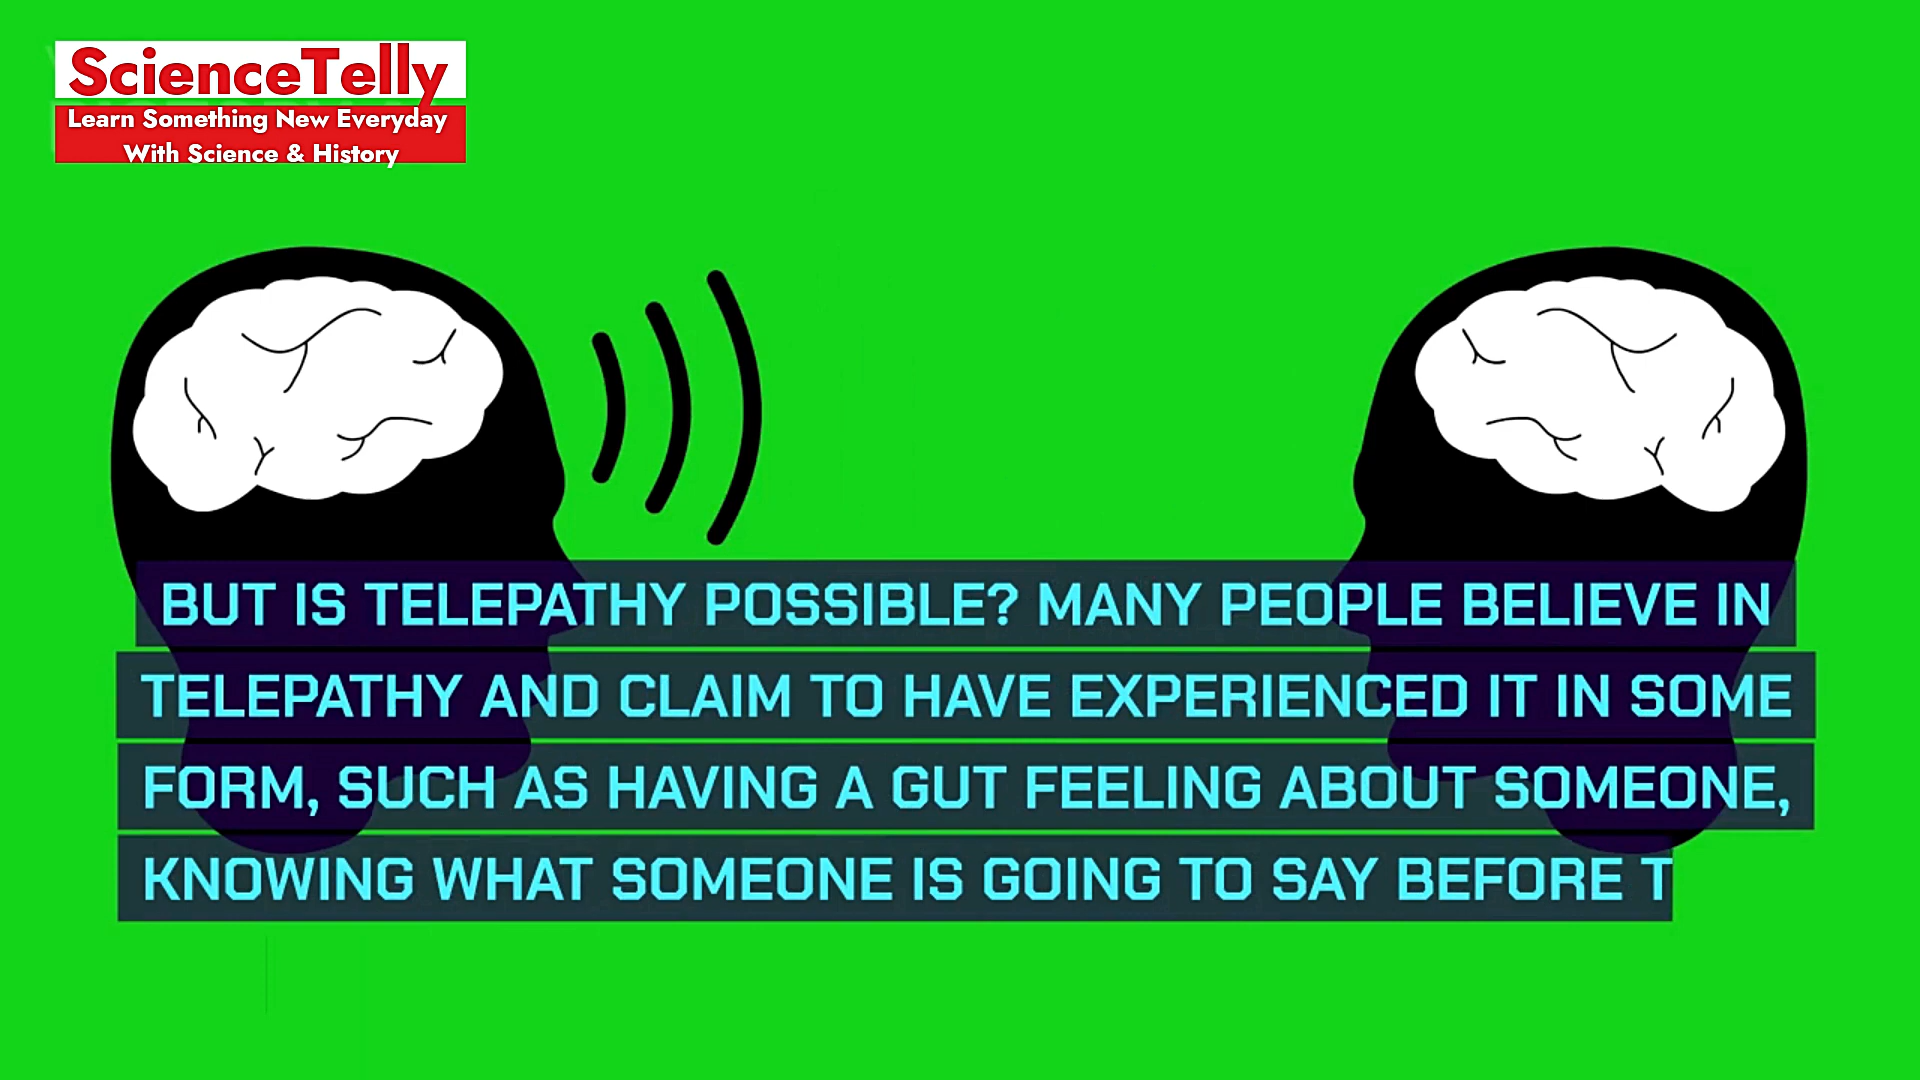 ScienceTelly
Learn Something New Everyday
With Science & History
BUT IS TELEPATHY POSSIBLE? MANY PEOPLE BELIEVE IN
TELEPATHY AND CLAIM TO HAVE EXPERIENCED IT IN SOME
FORM, SUCH AS HAVING A GUT FEELING ABOUT SOMEONE,
KNOWING WHAT SOMEONE IS GOING TO SAY BEFORE T